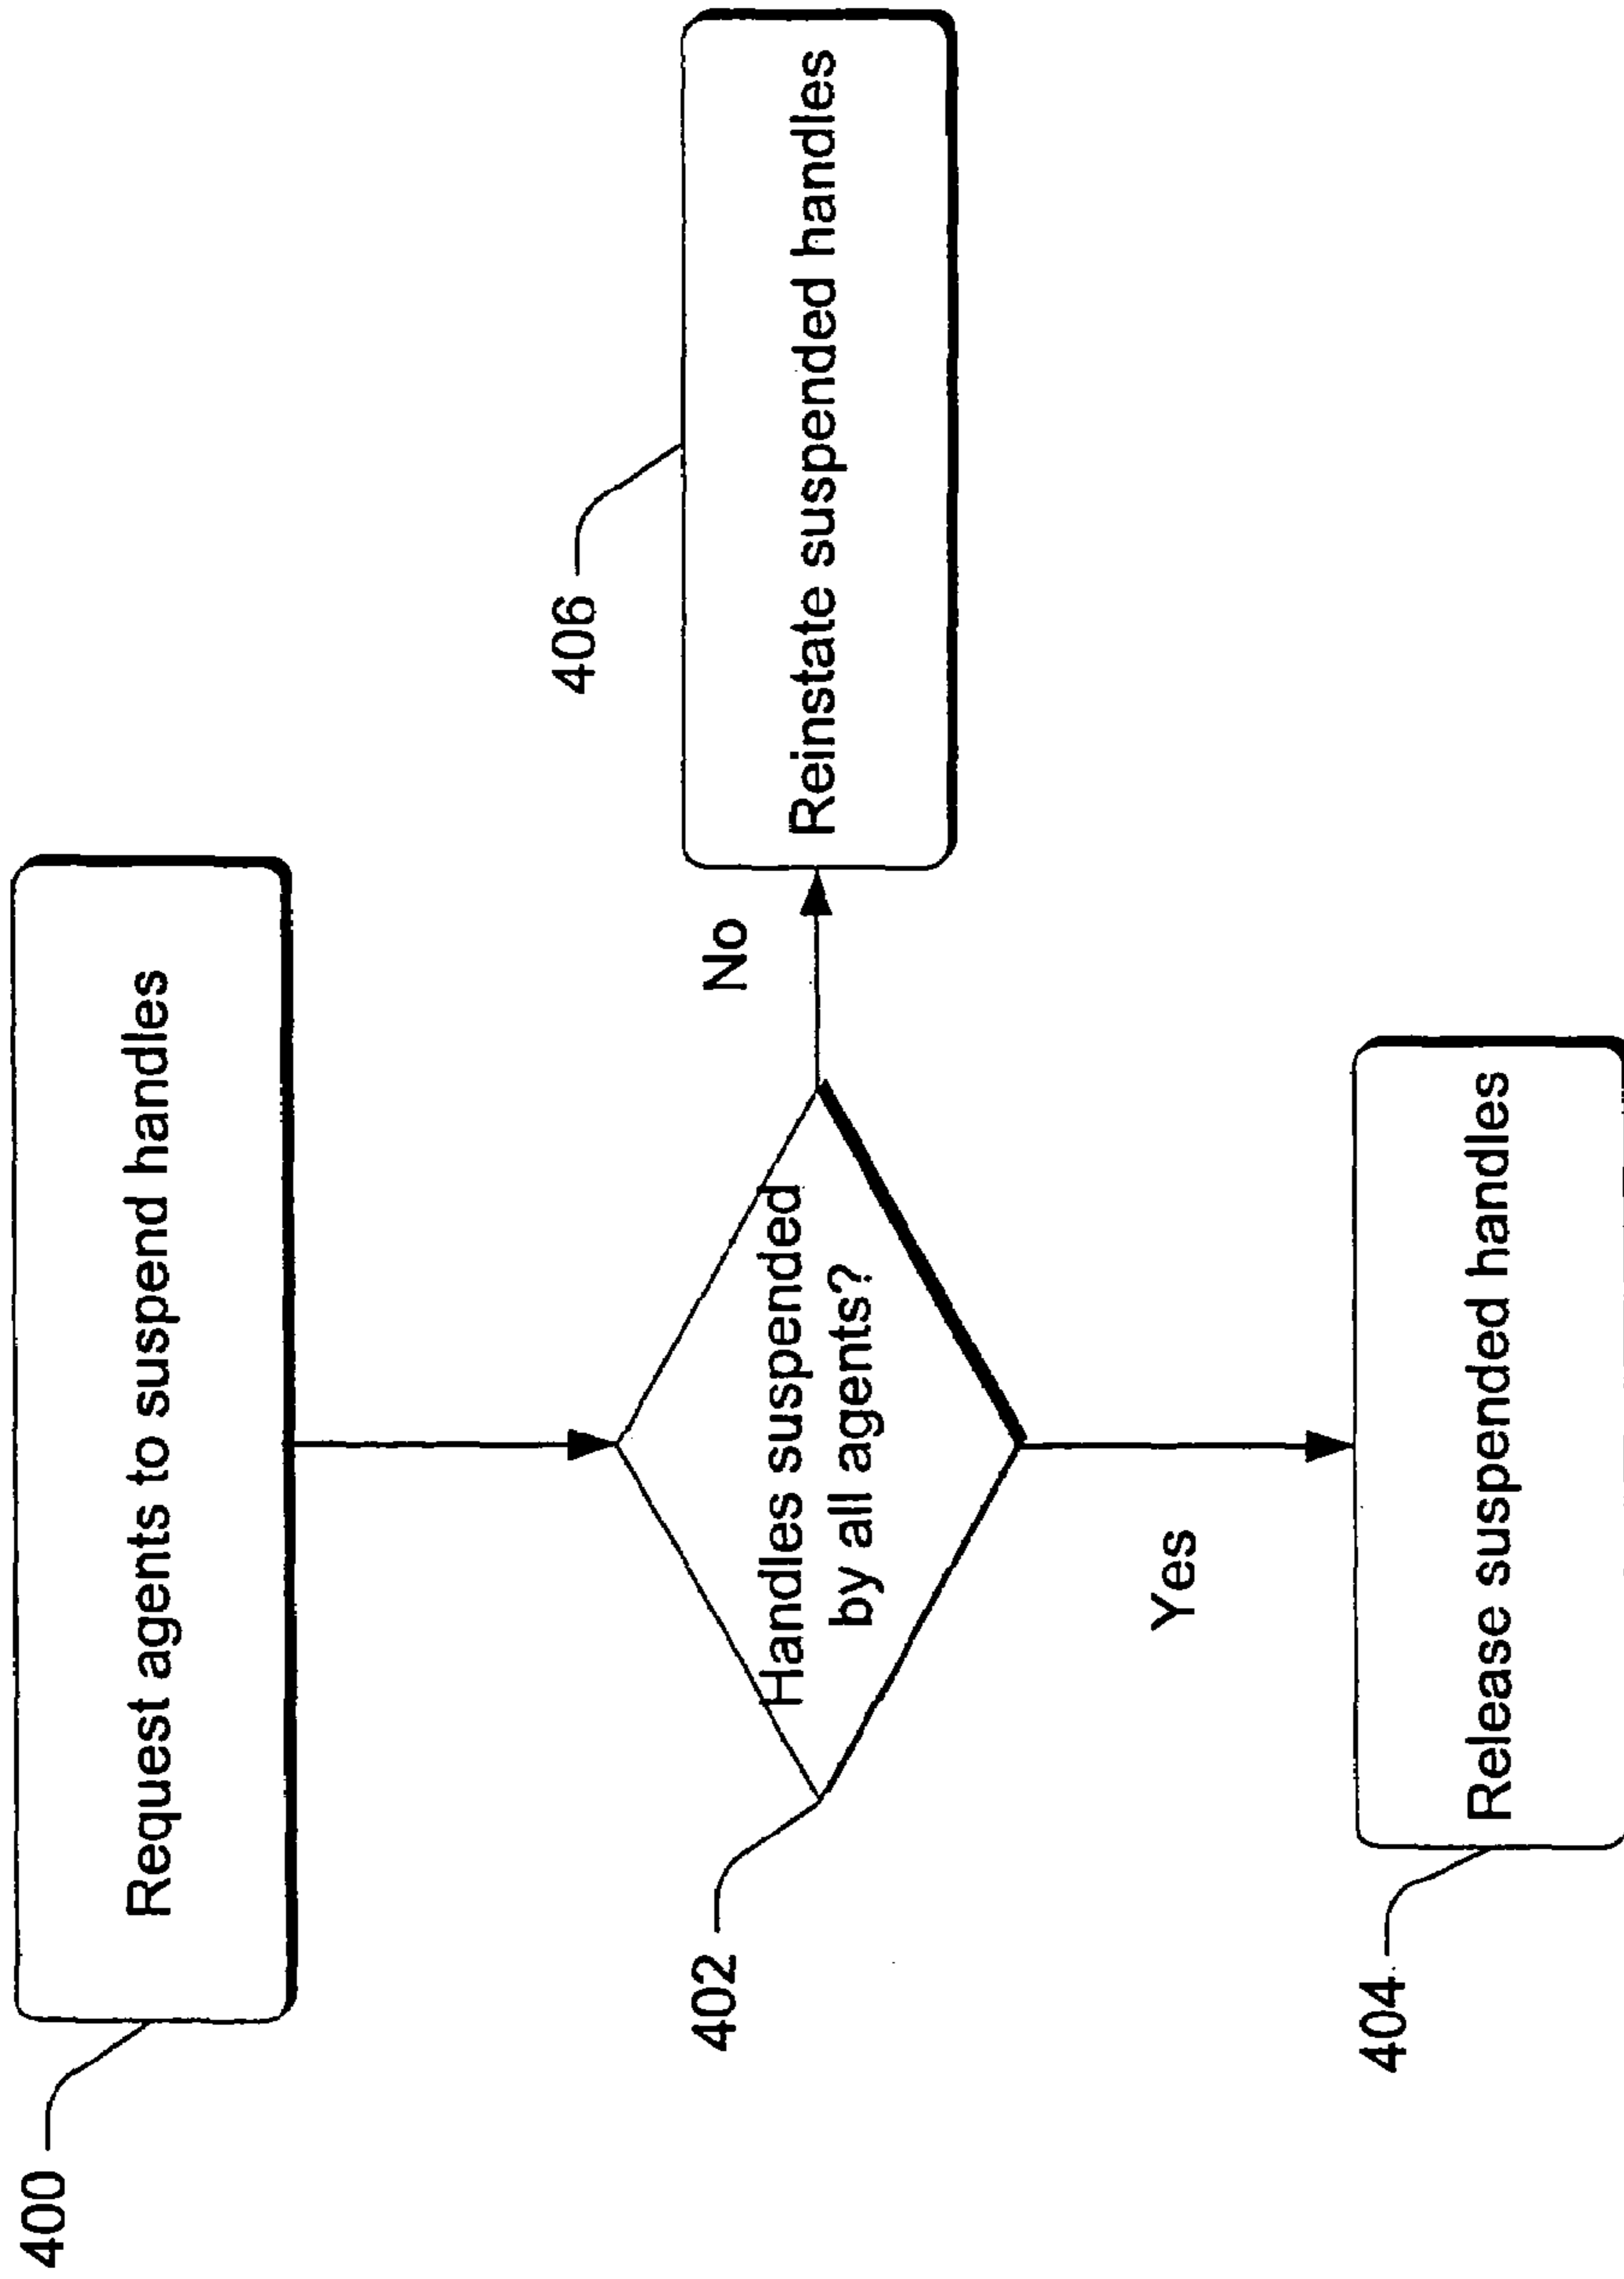 400
Request agents to suspend handles
402
Handles suspended
by all agents?
No
406
Reinstate suspended handles
Yes
404
Release suspended handles